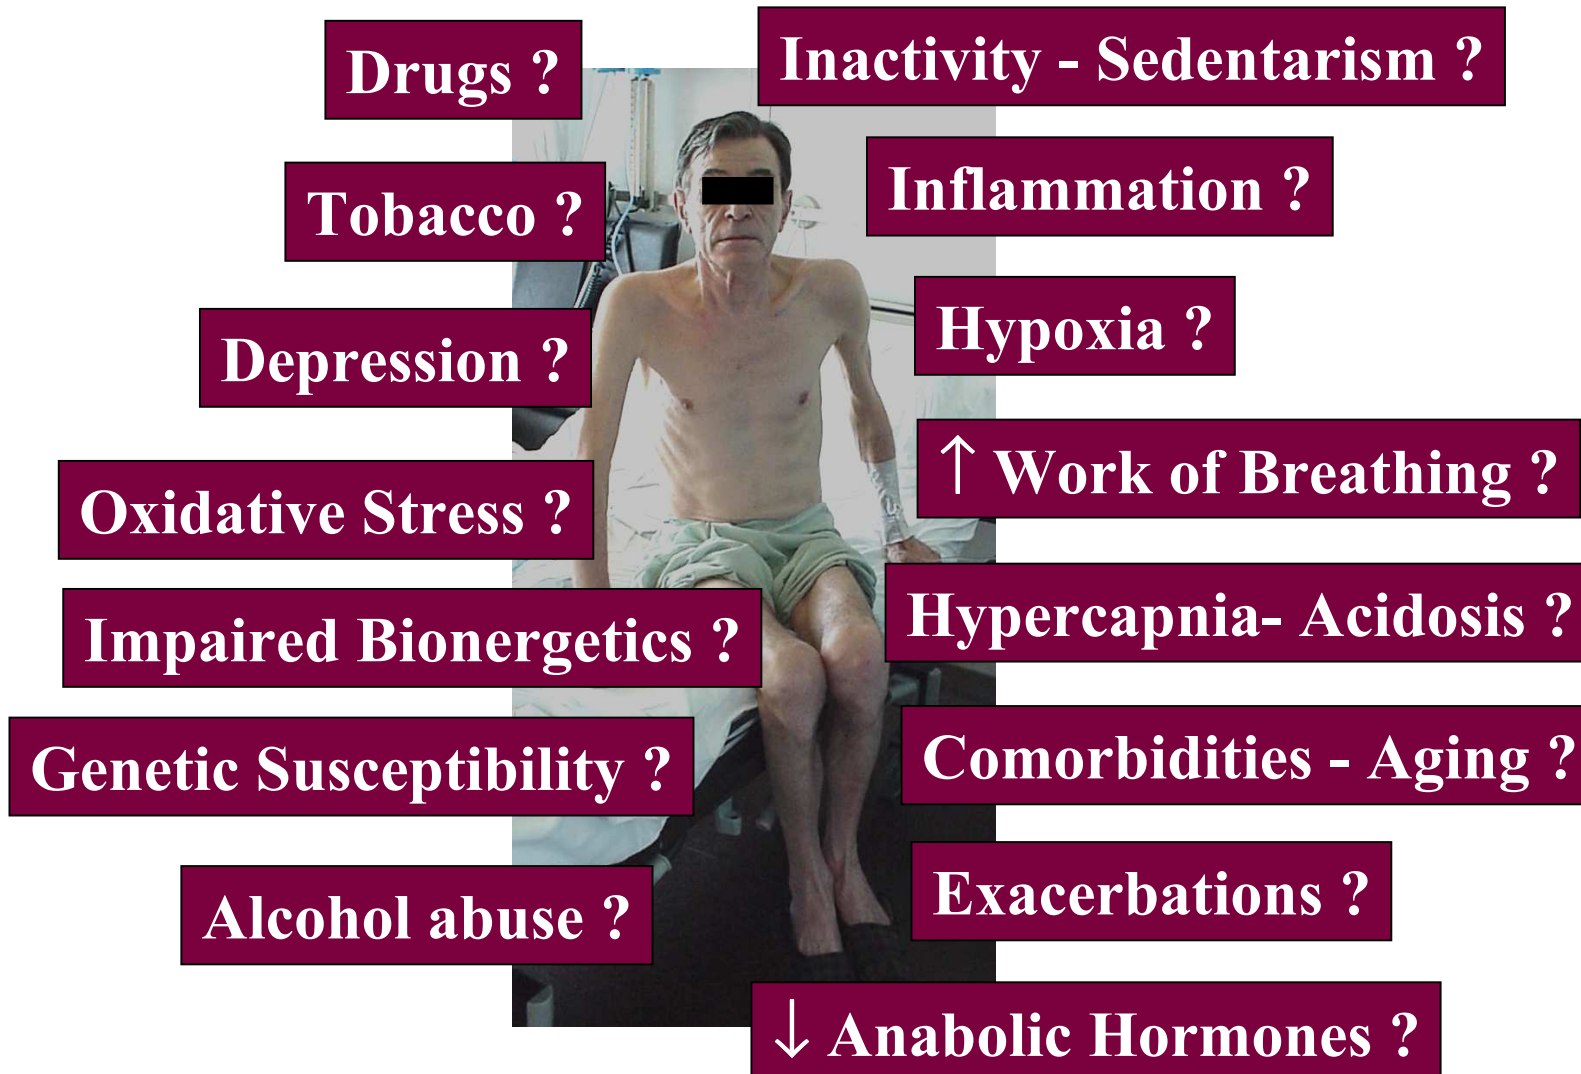 Drugs ?
Inactivity - Sedentarism ?
Tobacco ?
Inflammation ?
Depression ?
Hypoxia ?
Oxidative Stress ?
↑ Work of Breathing ?
Impaired Bionergetics ?
Hypercapnia- Acidosis ?
Genetic Susceptibility ?
Comorbidities - Aging ?
Alcohol abuse ?
Exacerbations ?
↓ Anabolic Hormones ?